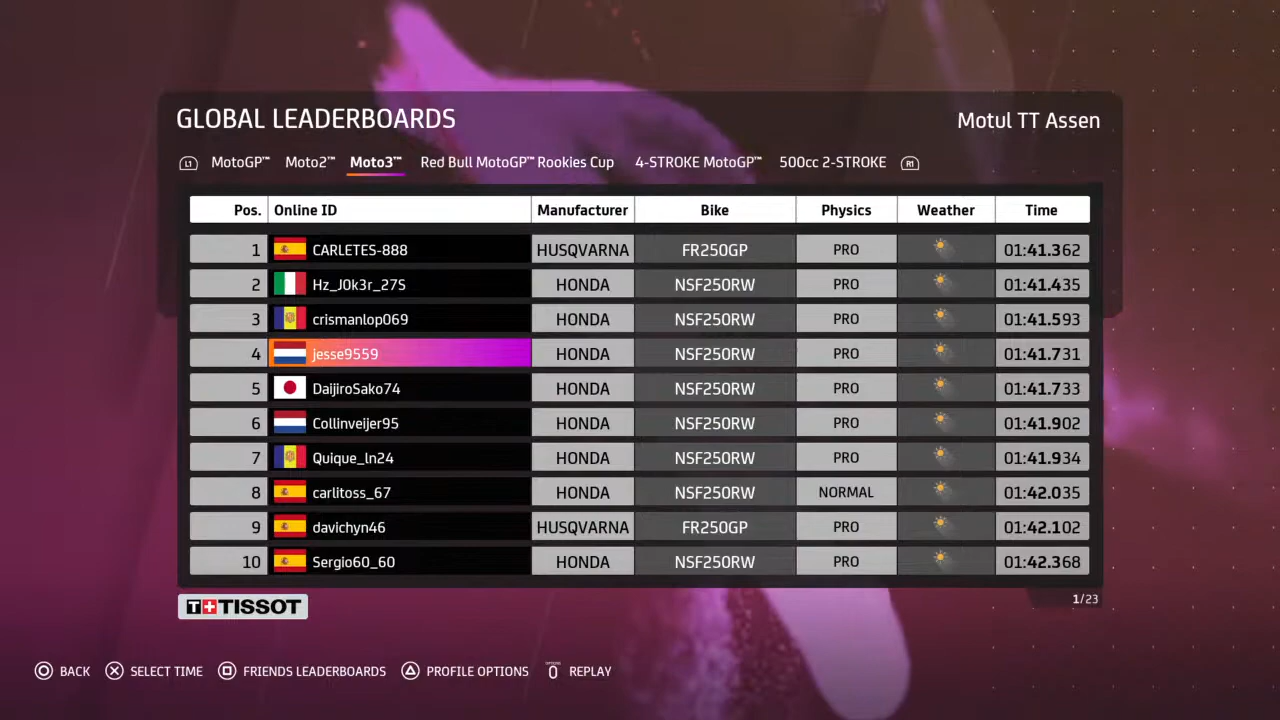 GLOBAL LEADERBOARDS
Motul TT Assen
L1 MotoGP™ Moto2™ Moto3™ Red Bull MotoGP™ Rookies Cup 4-STROKE MotoGP™ 500cc 2-STROKE R1
Pos. Online ID Manufacturer Bike Physics Weather Time
1 CARLETES-888 HUSQVARNA FR250GP PRO 01:41.362
2 Hz_J0k3r_27S HONDA NSF250RW PRO 01:41.435
3 crismanlop069 HONDA NSF250RW PRO 01:41.593
4 jesse9559 HONDA NSF250RW PRO 01:41.731
5 DaijiroSako74 HONDA NSF250RW PRO 01:41.733
6 Collinveijer95 HONDA NSF250RW PRO 01:41.902
7 Quique_ln24 HONDA NSF250RW PRO 01:41.934
8 carlitoss_67 HONDA NSF250RW NORMAL 01:42.035
9 davichyn46 HUSQVARNA FR250GP PRO 01:42.102
10 Sergio60_60 HONDA NSF250RW PRO 01:42.368
T+TISSOT
1/23
BACK SELECT TIME FRIENDS LEADERBOARDS PROFILE OPTIONS OPTIONS REPLAY